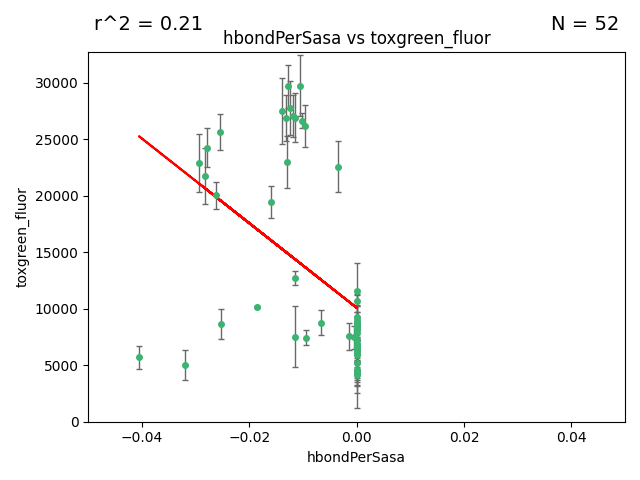 r^2 = 0.21
N = 52
hbondPerSasa vs toxgreen_fluor
30000
25000
20000
15000
10000
5000
0
toxgreen_fluor
−0.04
−0.02
0.00
0.02
0.04
hbondPerSasa